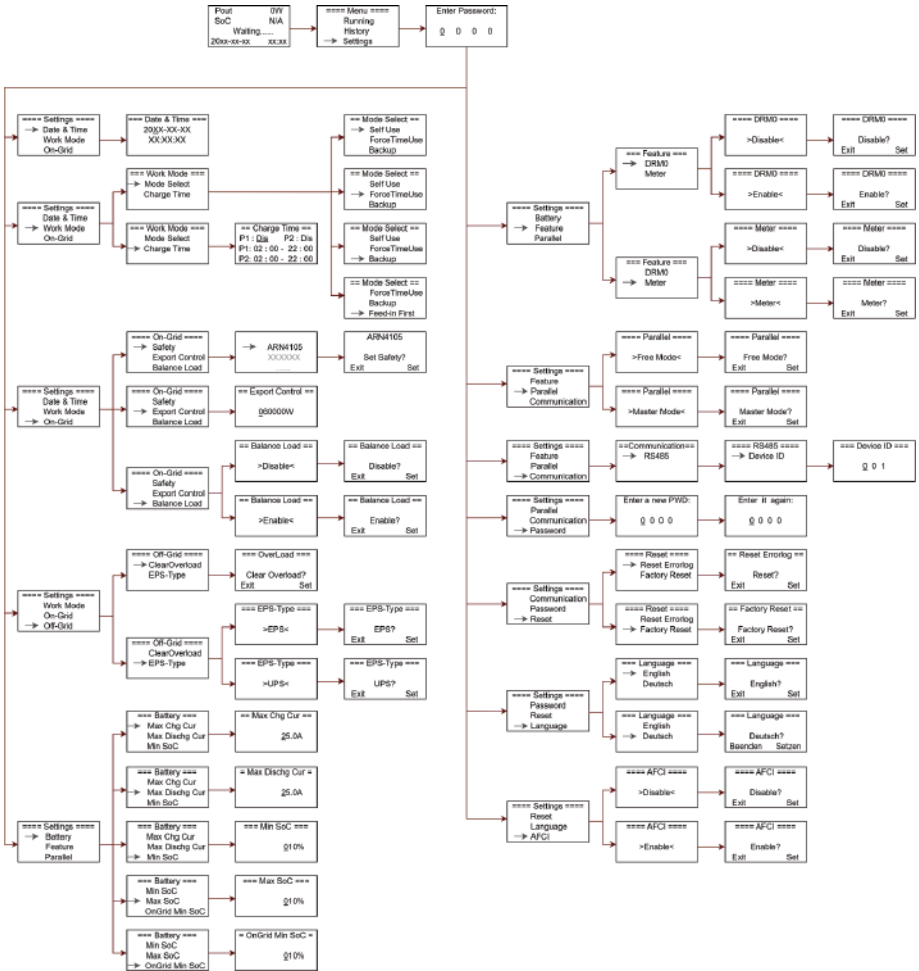 Pout 0W
SoC N/A
Waiting......
20xx-xx-xx xx:xx
==== Menu ====
Running
History
→ Settings
Enter Password:
0 0 0 0
==== Settings ====
→ Date & Time
Work Mode
On-Grid
=== Date & Time ===
20XX-XX-XX
XX:XX:XX
==== Settings ====
Date & Time
→ Work Mode
On-Grid
=== Work Mode ===
→ Mode Select
Charge Time
=== Work Mode ===
Mode Select
→ Charge Time
== Charge Time ==
P1 : Dis P2 : Dis
P1: 02 : 00 - 22 : 00
P2: 02 : 00 - 22 : 00
== Mode Select ==
→ Self Use
ForceTimeUse
Backup
== Mode Select ==
Self Use
→ ForceTimeUse
Backup
== Mode Select ==
Self Use
ForceTimeUse
→ Backup
== Mode Select ==
ForceTimeUse
Backup
→ Feed-in First
==== Settings ====
Date & Time
Work Mode
→ On-Grid
==== On-Grid ====
→ Safety
Export Control
Balance Load
→ ARN4105
XXXXXX
......
ARN4105
Set Safety?
Exit Set
==== On-Grid ====
Safety
→ Export Control
Balance Load
== Export Control ==
060000W
==== On-Grid ====
Safety
Export Control
→ Balance Load
== Balance Load ==
>Disable<
== Balance Load ==
Disable?
Exit Set
== Balance Load ==
>Enable<
== Balance Load ==
Enable?
Exit Set
==== Settings ====
Work Mode
On-Grid
→ Off-Grid
==== Off-Grid ====
→ ClearOverload
EPS-Type
=== OverLoad ===
Clear Overload?
Exit Set
==== Off-Grid ====
ClearOverload
→ EPS-Type
=== EPS-Type ===
>EPS<
=== EPS-Type ===
EPS?
Exit Set
=== EPS-Type ===
>UPS<
=== EPS-Type ===
UPS?
Exit Set
==== Settings ====
→ Battery
Feature
Parallel
=== Battery ===
→ Max Chg Cur
Max Dischg Cur
Min SoC
== Max Chg Cur ==
25.0A
=== Battery ===
Max Chg Cur
→ Max Dischg Cur
Min SoC
= Max Dischg Cur =
25.0A
=== Battery ===
Max Chg Cur
Max Dischg Cur
→ Min SoC
=== Min SoC ===
010%
=== Battery ===
Min SoC
→ Max SoC
OnGrid Min SoC
=== Max SoC ===
010%
=== Battery ===
Min SoC
Max SoC
→ OnGrid Min SoC
= OnGrid Min SoC =
010%
==== Settings ====
Battery
→ Feature
Parallel
=== Feature ===
→ DRM0
Meter
==== DRM0 ====
>Disable<
==== DRM0 ====
Disable?
Exit Set
==== DRM0 ====
>Enable<
==== DRM0 ====
Enable?
Exit Set
=== Feature ===
DRM0
→ Meter
==== Meter ====
>Disable<
==== Meter ====
Disable?
Exit Set
==== Meter ====
>Meter<
==== Meter ====
Meter?
Exit Set
==== Settings ====
Feature
→ Parallel
Communication
==== Parallel ====
>Free Mode<
==== Parallel ====
Free Mode?
Exit Set
==== Parallel ====
>Master Mode<
==== Parallel ====
Master Mode?
Exit Set
==== Settings ====
Feature
Parallel
→ Communication
==Communication==
→ RS485
==== RS485 ====
→ Device ID
=== Device ID ===
0 0 1
==== Settings ====
Parallel
Communication
→ Password
Enter a new PWD:
0 0 0 0
Enter it again:
0 0 0 0
==== Settings ====
Communication
Password
→ Reset
==== Reset ====
→ Reset Errorlog
Factory Reset
== Reset Errorlog ==
Reset?
Exit Set
==== Reset ====
Reset Errorlog
→ Factory Reset
== Factory Reset ==
Factory Reset?
Exit Set
==== Settings ====
Password
Reset
→ Language
=== Language ===
→ English
Deutsch
=== Language ===
English?
Exit Set
=== Language ===
English
→ Deutsch
=== Language ===
Deutsch?
Beenden Setzen
==== Settings ====
Reset
Language
→ AFCI
==== AFCI ====
>Disable<
==== AFCI ====
Disable?
Exit Set
==== AFCI ====
>Enable<
==== AFCI ====
Enable?
Exit Set